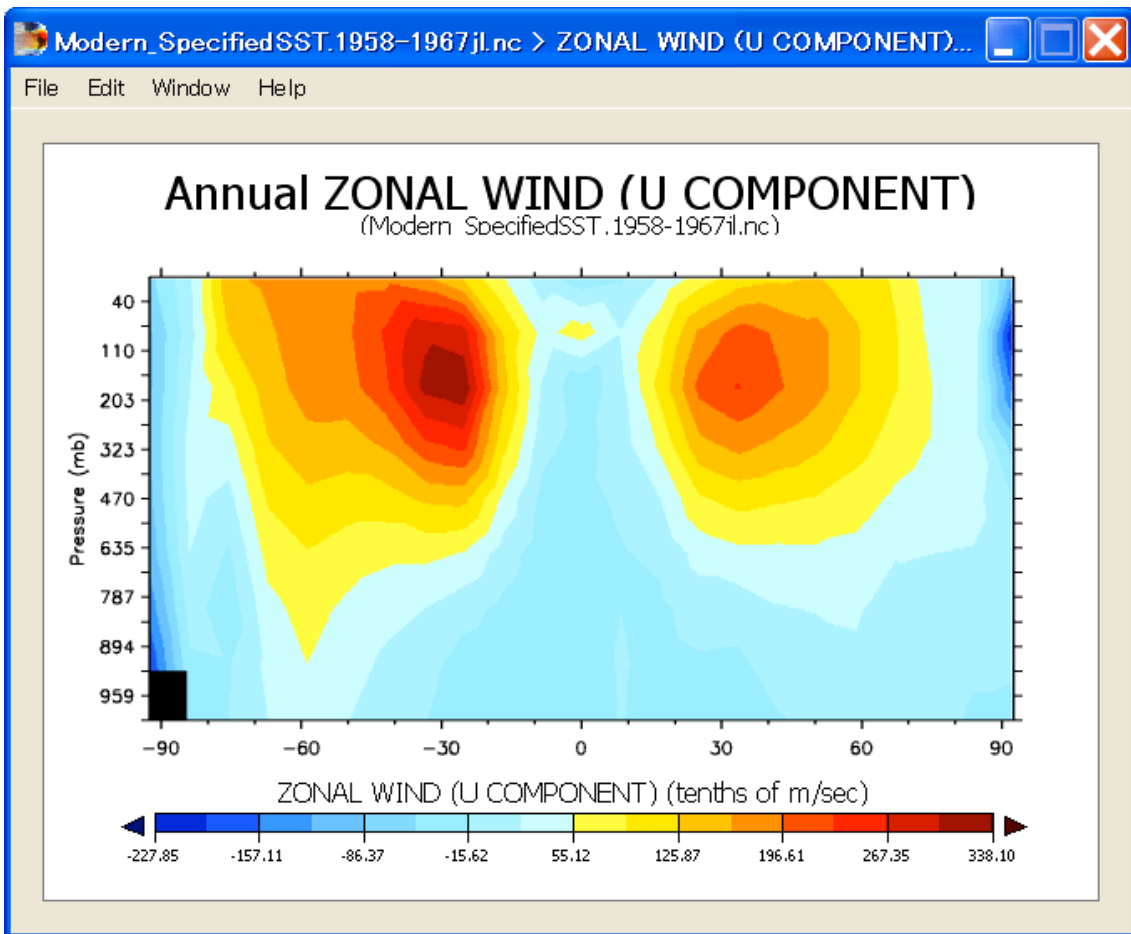 Modern_SpecifiedSST.1958-1967jl.nc > ZONAL WIND (U COMPONENT)...
File Edit Window Help
Annual ZONAL WIND (U COMPONENT)
(Modern_SpecifiedSST.1958-1967jl.nc)
40
110
203
323
470
635
787
894
959
Pressure (mb)
-90 -60 -30 0 30 60 90
ZONAL WIND (U COMPONENT) (tenths of m/sec)
-227.85 -157.11 -86.37 -15.62 55.12 125.87 196.61 267.35 338.10